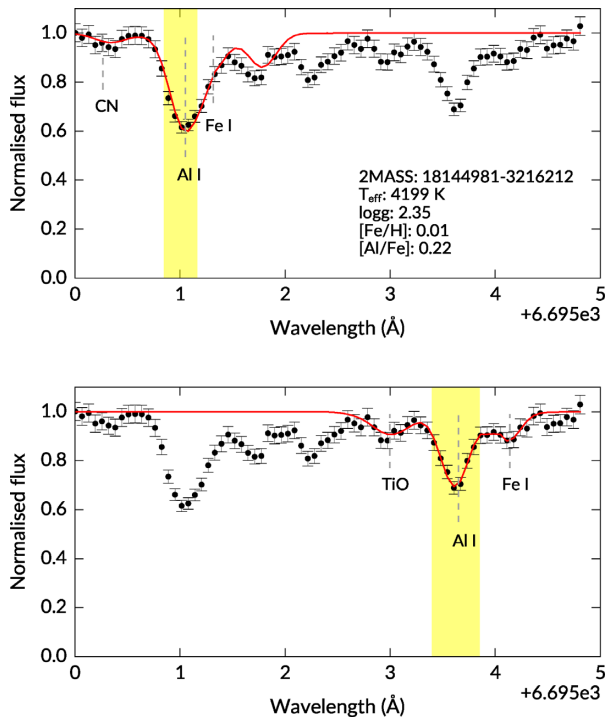 1.0
0.8
0.6
0.4
0.2
0.0
Normalised flux
CN
Fe I
Al I
2MASS: 18144981-3216212
Teff: 4199 K
logg: 2.35
[Fe/H]: 0.01
[Al/Fe]: 0.22
0 1 2 3 4 5
Wavelength (Å)
+6.695e3
1.0
0.8
0.6
0.4
0.2
0.0
Normalised flux
TiO
Fe I
Al I
0 1 2 3 4 5
Wavelength (Å)
+6.695e3